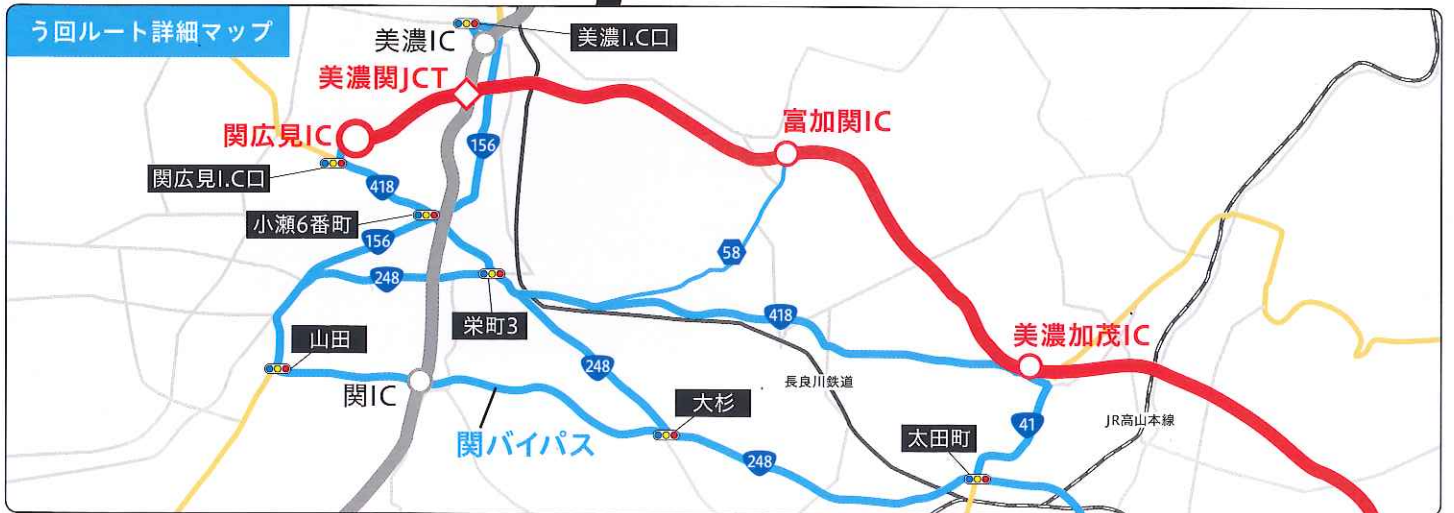 う回ルート詳細マップ
美濃I.C口
美濃IC
美濃関JCT
関広見IC
富加関IC
156
関広見I.C口
418
小瀬6番町
156
58
248
418
栄町3
美濃加茂IC
山田
248
長良川鉄道
関IC
大杉
41
JR高山本線
太田町
関バイパス
248